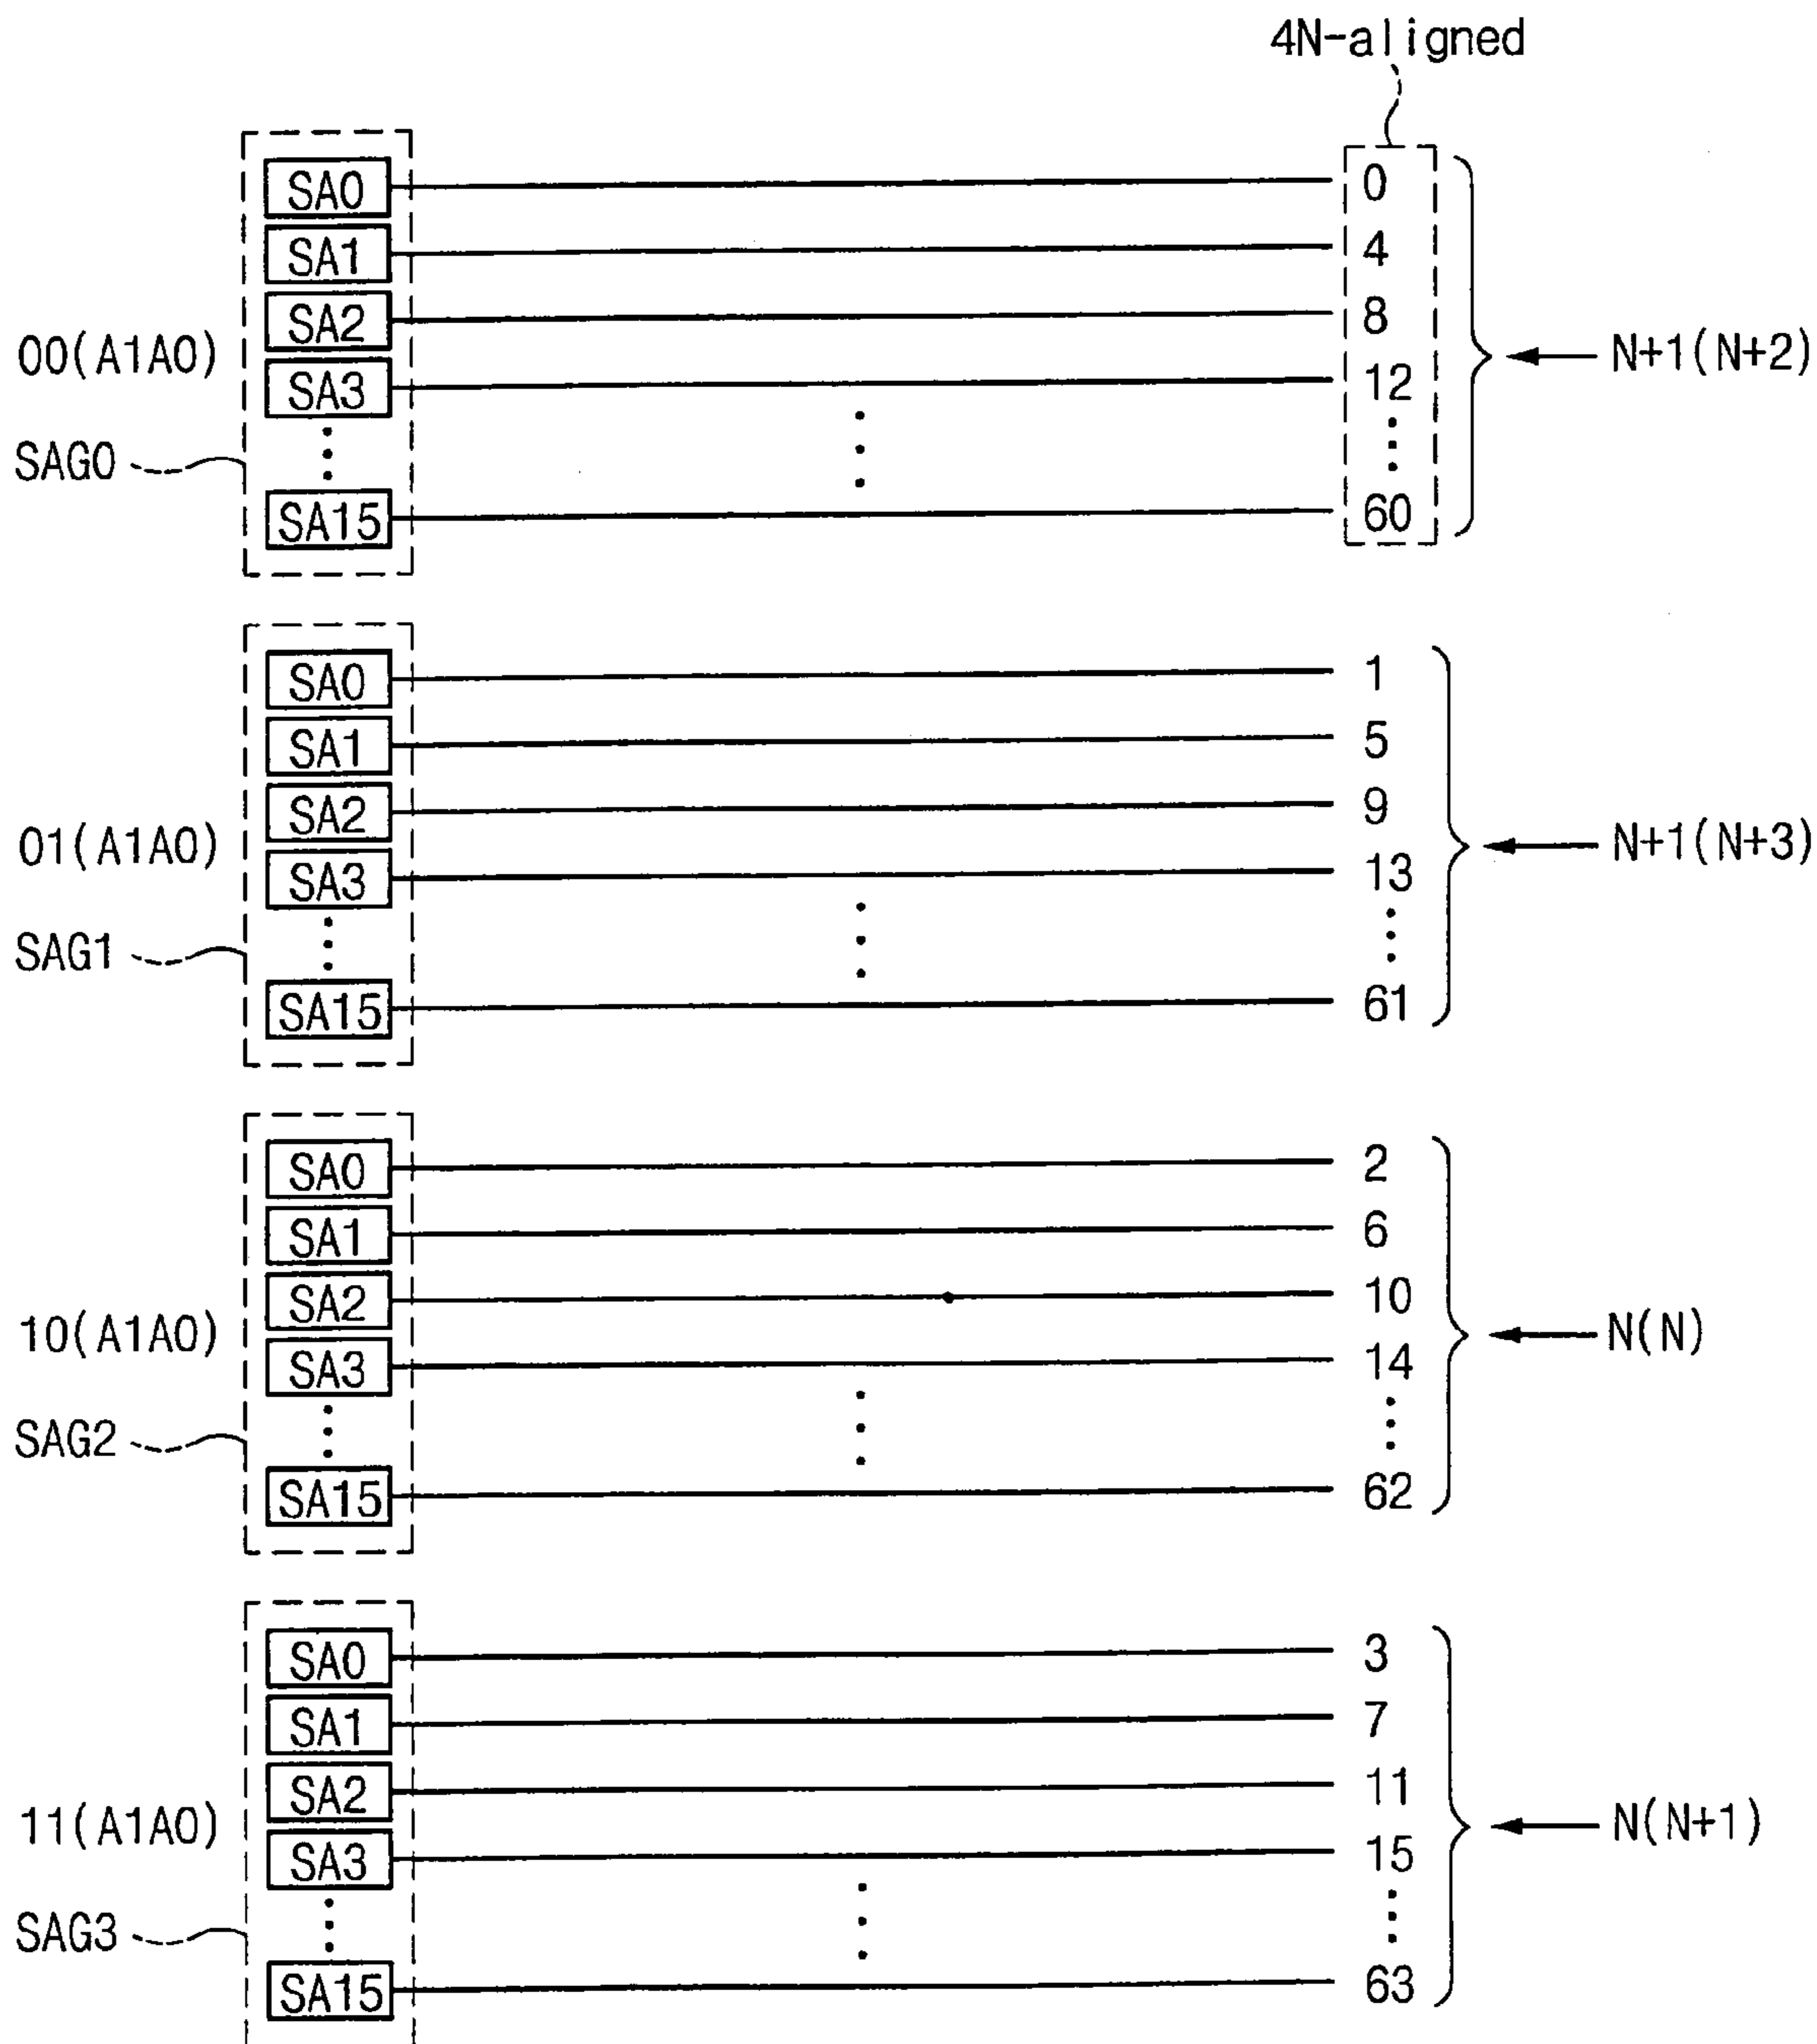 4N-aligned
SA0 0
SA1 4
SA2 8
00(A1A0) N+1(N+2)
SA3 12
SAG0
SA15 60
SA0 1
SA1 5
SA2 9
01(A1A0) N+1(N+3)
SA3 13
SAG1
SA15 61
SA0 2
SA1 6
SA2 10
10(A1A0) N(N)
SA3 14
SAG2
SA15 62
SA0 3
SA1 7
SA2 11
11(A1A0) N(N+1)
SA3 15
SAG3
SA15 63